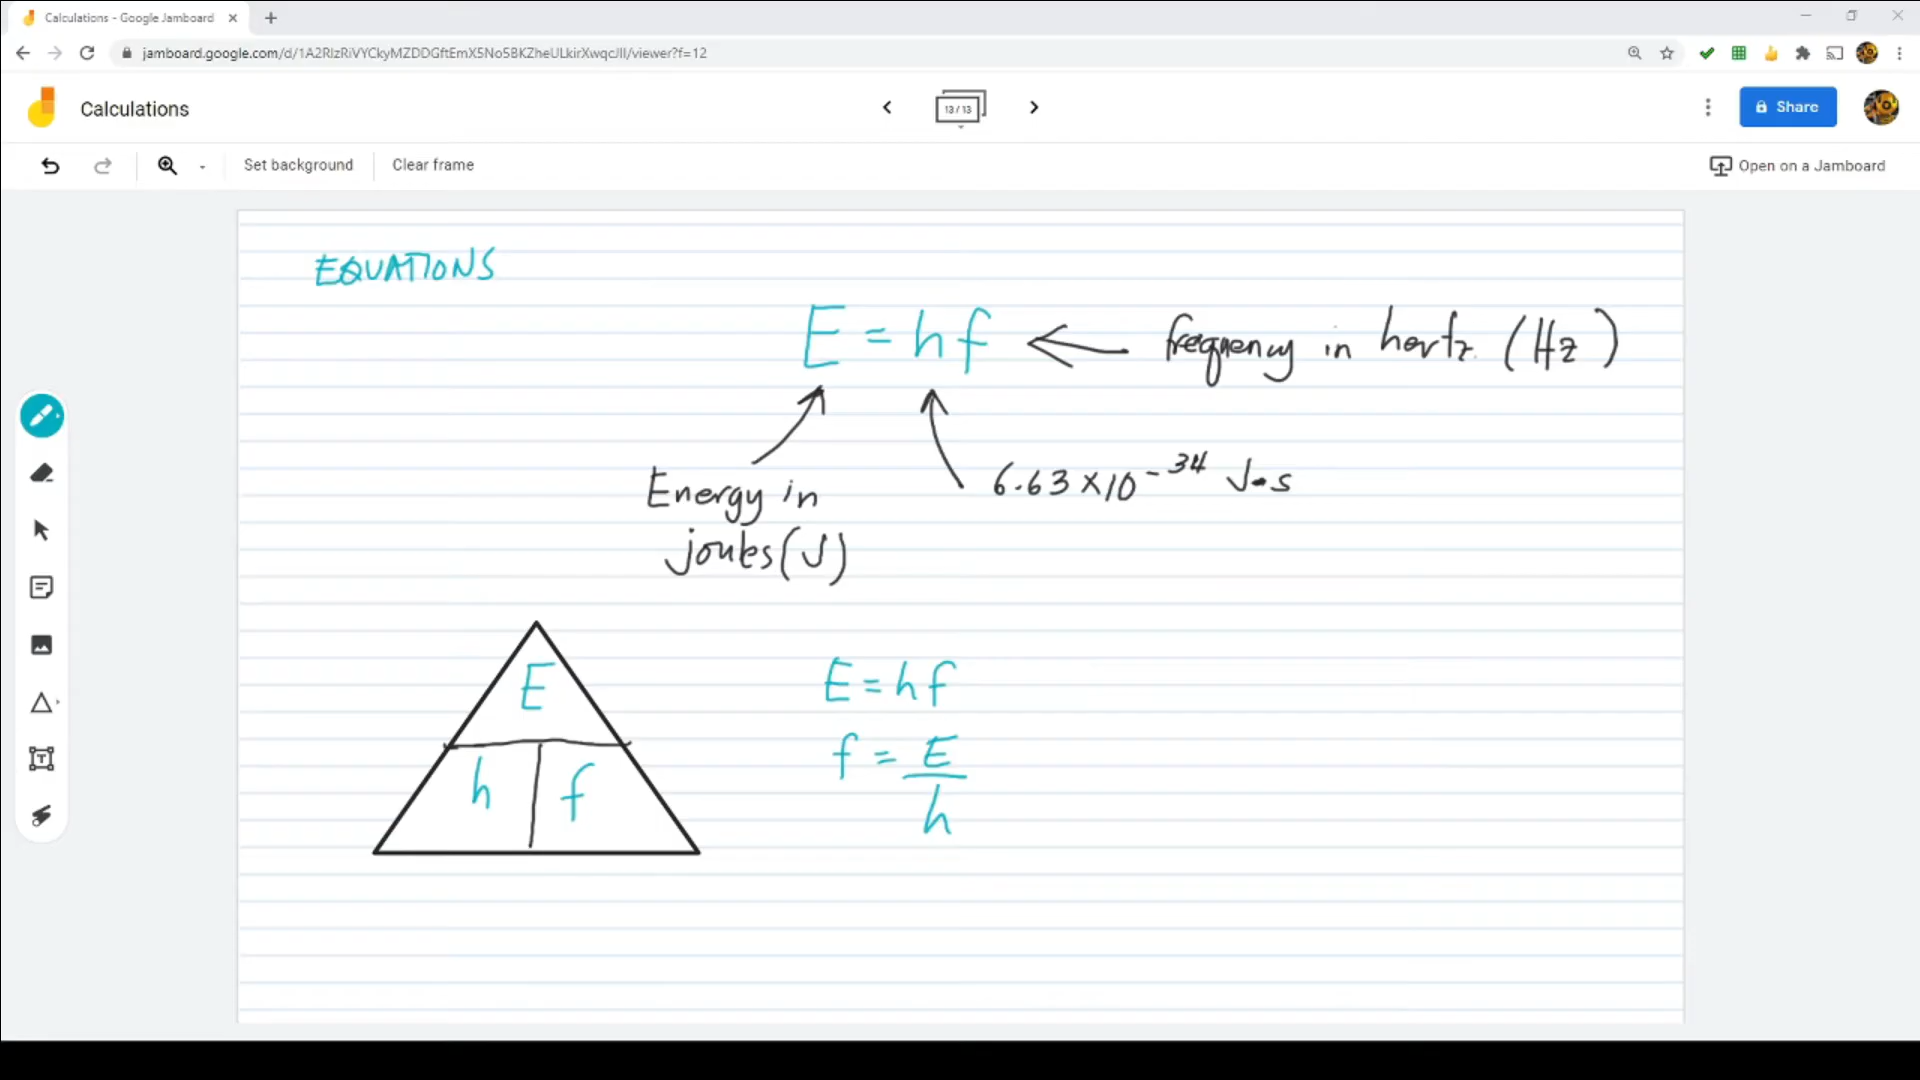 Calculations - Google Jamboard
jamboard.google.com/d/1A2RlzRiVYCkyMZDDGftEmX5No5BKZheULkirXwqcJlI/viewer?f=12
Calculations
13 / 13
Share
Set background
Clear frame
Open on a Jamboard
EQUATIONS
E = hf ← frequency in hertz (Hz)
6.63 × 10⁻³⁴ J•s
Energy in
joules (J)
E
h f
E = hf
f = E
h